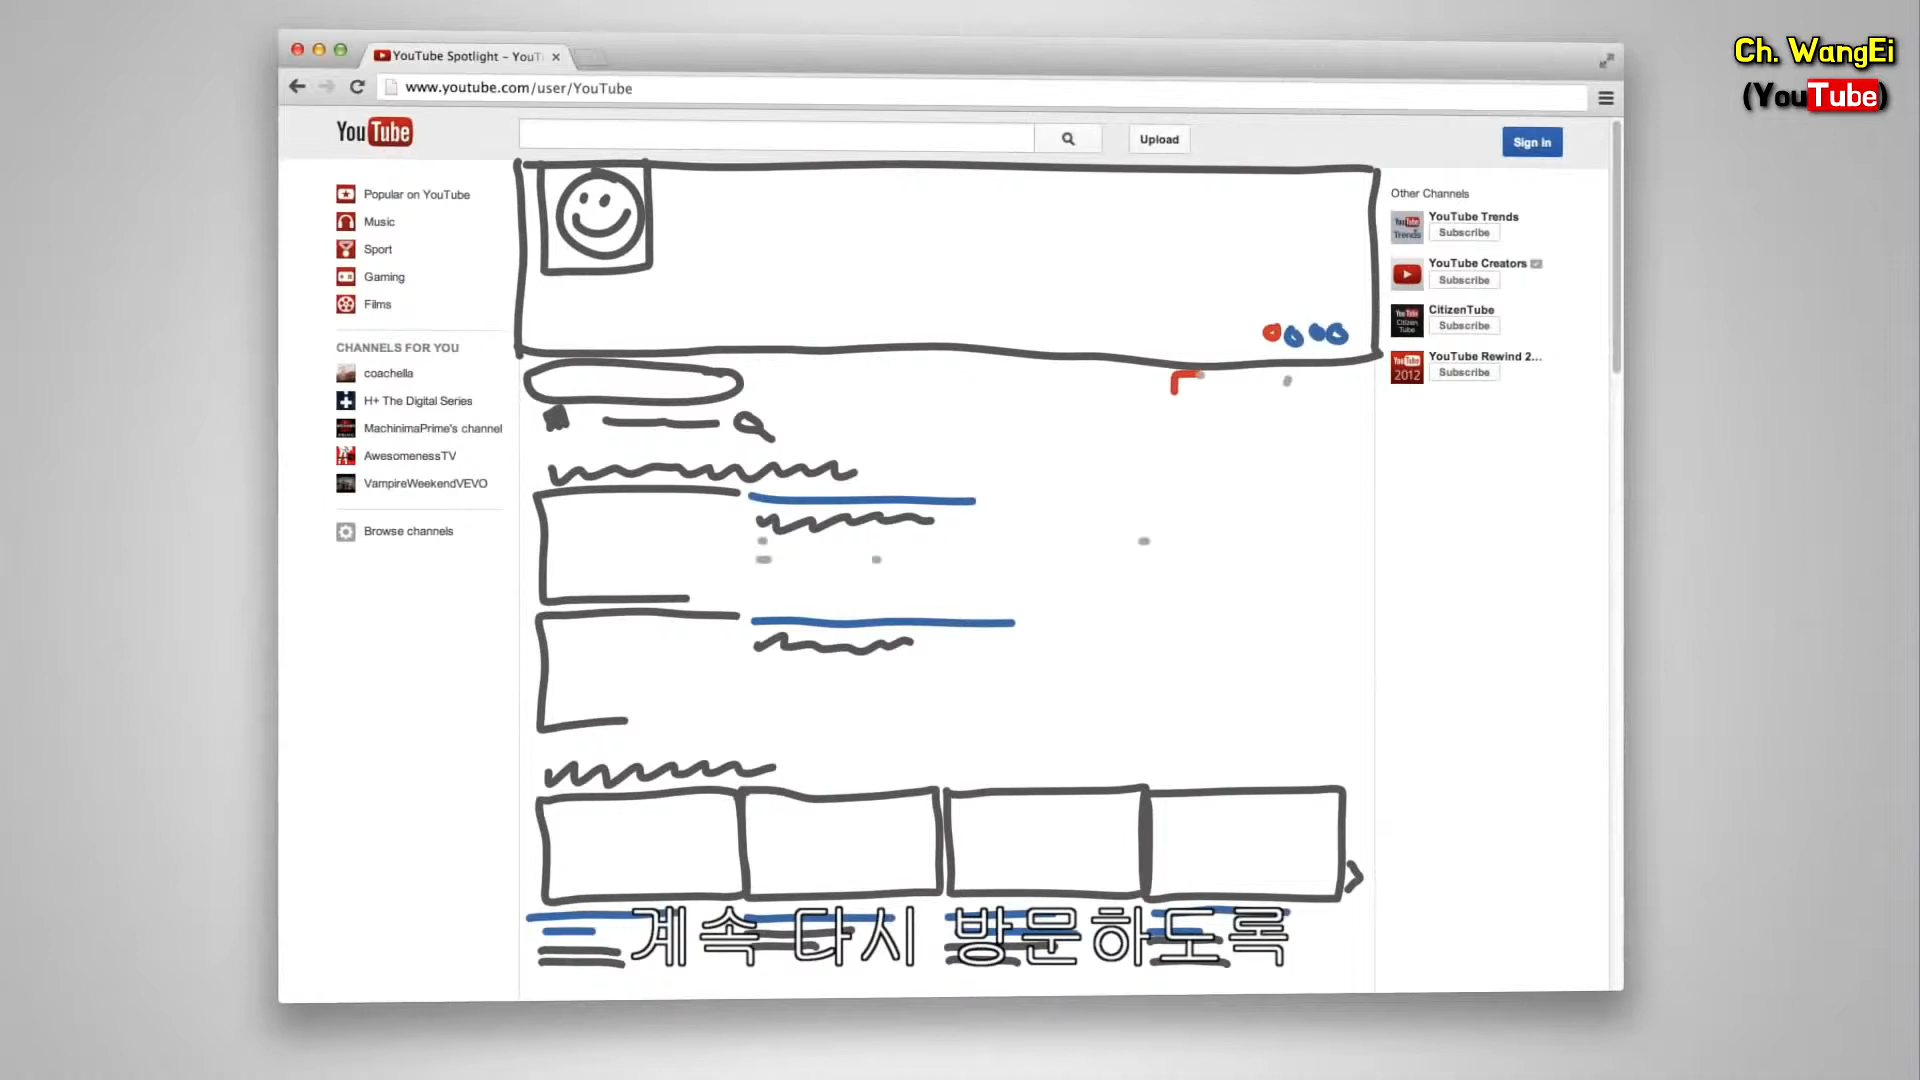 Ch. WangEi
(YouTube)
YouTube Spotlight - YouT
www.youtube.com/user/YouTube
YouTube
Upload
Sign in
Popular on YouTube
Music
Sport
Gaming
Films
CHANNELS FOR YOU
coachella
H+ The Digital Series
MachinimaPrime's channel
AwesomenessTV
VampireWeekendVEVO
Browse channels
Other Channels
YouTube Trends
Subscribe
YouTube Creators
Subscribe
CitizenTube
Subscribe
YouTube Rewind 2...
Subscribe
계속 다시 방문하도록